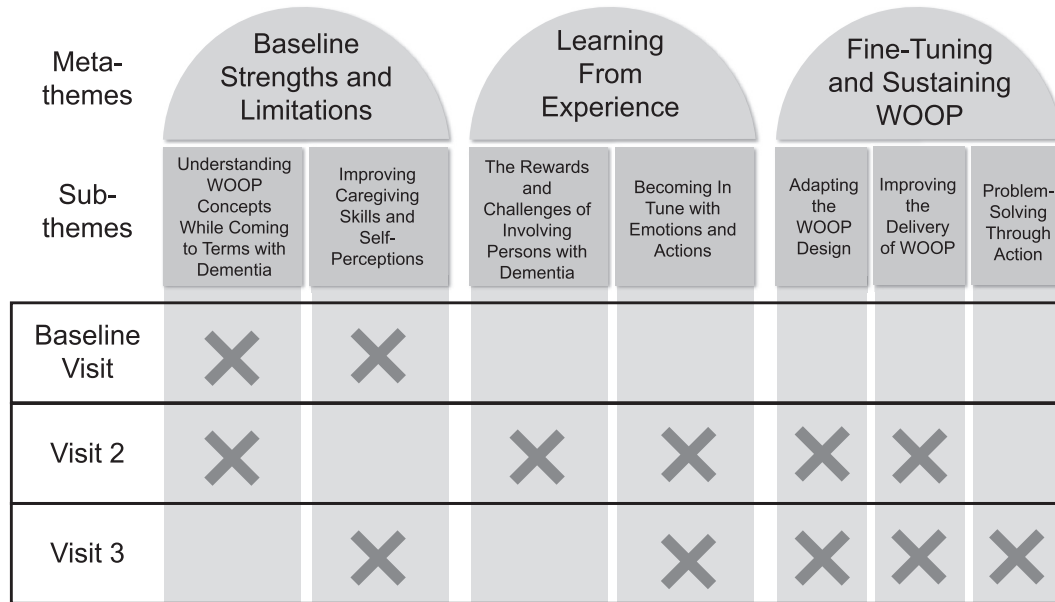 Meta-
themes
Baseline
Strengths and
Limitations
Learning
From
Experience
Fine-Tuning
and Sustaining
WOOP
Sub-
themes
Understanding
WOOP
Concepts
While Coming
to Terms with
Dementia
Improving
Caregiving
Skills and
Self-
Perceptions
The Rewards
and
Challenges of
Involving
Persons with
Dementia
Becoming In
Tune with
Emotions and
Actions
Adapting
the
WOOP
Design
Improving
the
Delivery
of WOOP
Problem-
Solving
Through
Action
Baseline
Visit
Visit 2
Visit 3